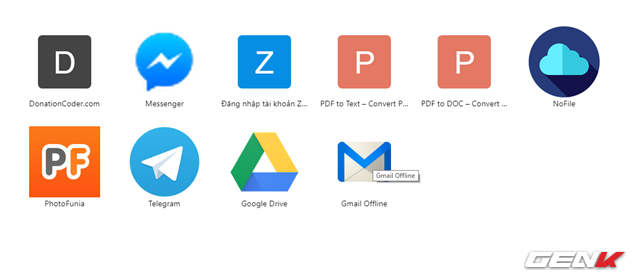 D
Z
P
P
DonationCoder.com
Messenger
Đăng nhập tài khoản Z...
PDF to Text – Convert P...
PDF to DOC – Convert ...
NoFile
PF
Gmail Offline
PhotoFunia
Telegram
Google Drive
Gmail Offline
GENK